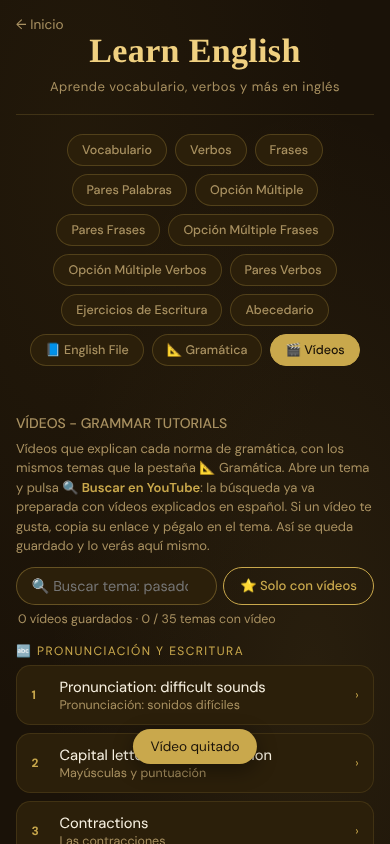 ← Inicio
Learn English
Aprende vocabulario, verbos y más en inglés
Vocabulario
Verbos
Frases
Pares Palabras
Opción Múltiple
Pares Frases
Opción Múltiple Frases
Opción Múltiple Verbos
Pares Verbos
Ejercicios de Escritura
Abecedario
📘 English File
📐 Gramática
🎬 Vídeos
VÍDEOS – GRAMMAR TUTORIALS
Vídeos que explican cada norma de gramática, con los
mismos temas que la pestaña 📐 Gramática. Abre un tema
y pulsa 🔍 Buscar en YouTube: la búsqueda ya va
preparada con vídeos explicados en español. Si un vídeo te
gusta, copia su enlace y pégalo en el tema. Así se queda
guardado y lo verás aquí mismo.
🔍 Buscar tema:
⭐ Solo con vídeos
0 vídeos guardados · 0 / 35 temas con vídeo
🔤 PRONUNCIACIÓN Y ESCRITURA
1
Pronunciation: difficult sounds
Pronunciación: sonidos difíciles
›
Vídeo quitado
2
Capital
Mayúsculas y puntuación
›
3
Contractions
Las contracciones
›